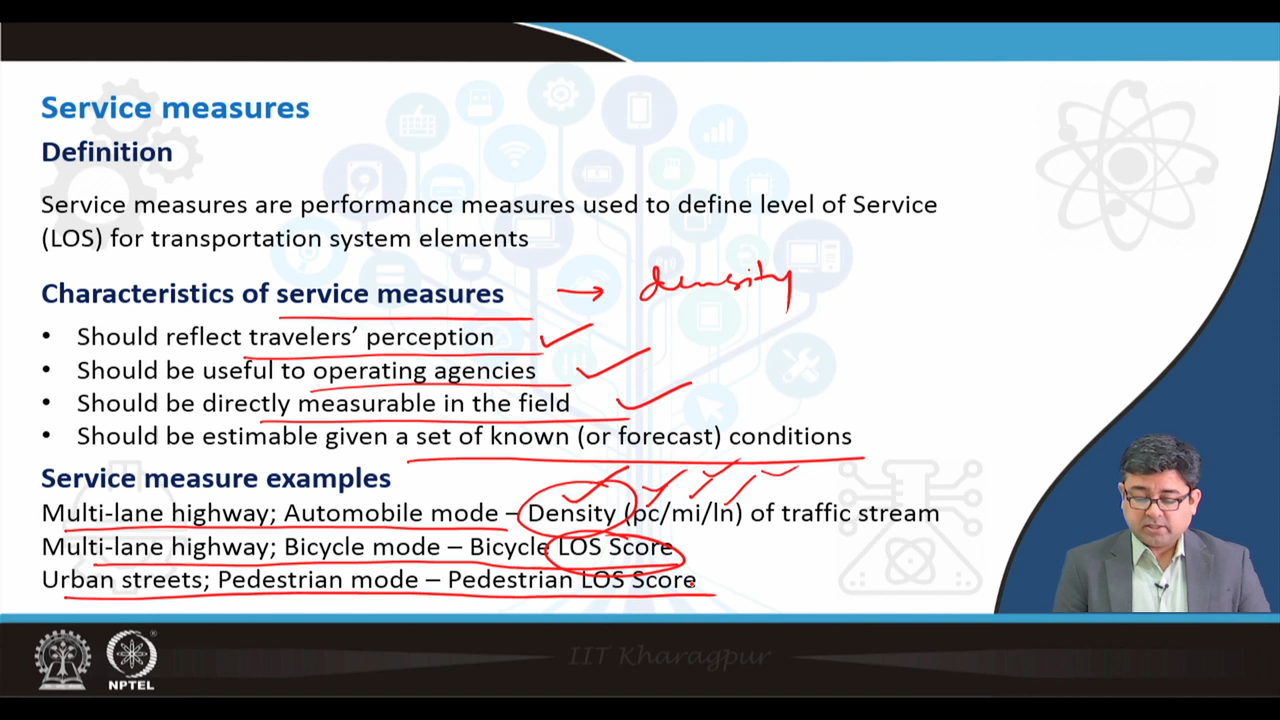 Service measures
Definition
Service measures are performance measures used to define level of Service
(LOS) for transportation system elements
Characteristics of service measures → density
• Should reflect travelers’ perception
• Should be useful to operating agencies
• Should be directly measurable in the field
• Should be estimable given a set of known (or forecast) conditions
Service measure examples
Multi-lane highway; Automobile mode – Density (pc/mi/ln) of traffic stream
Multi-lane highway; Bicycle mode – Bicycle LOS Score
Urban streets; Pedestrian mode – Pedestrian LOS Score
IIT Kharagpur
NPTEL